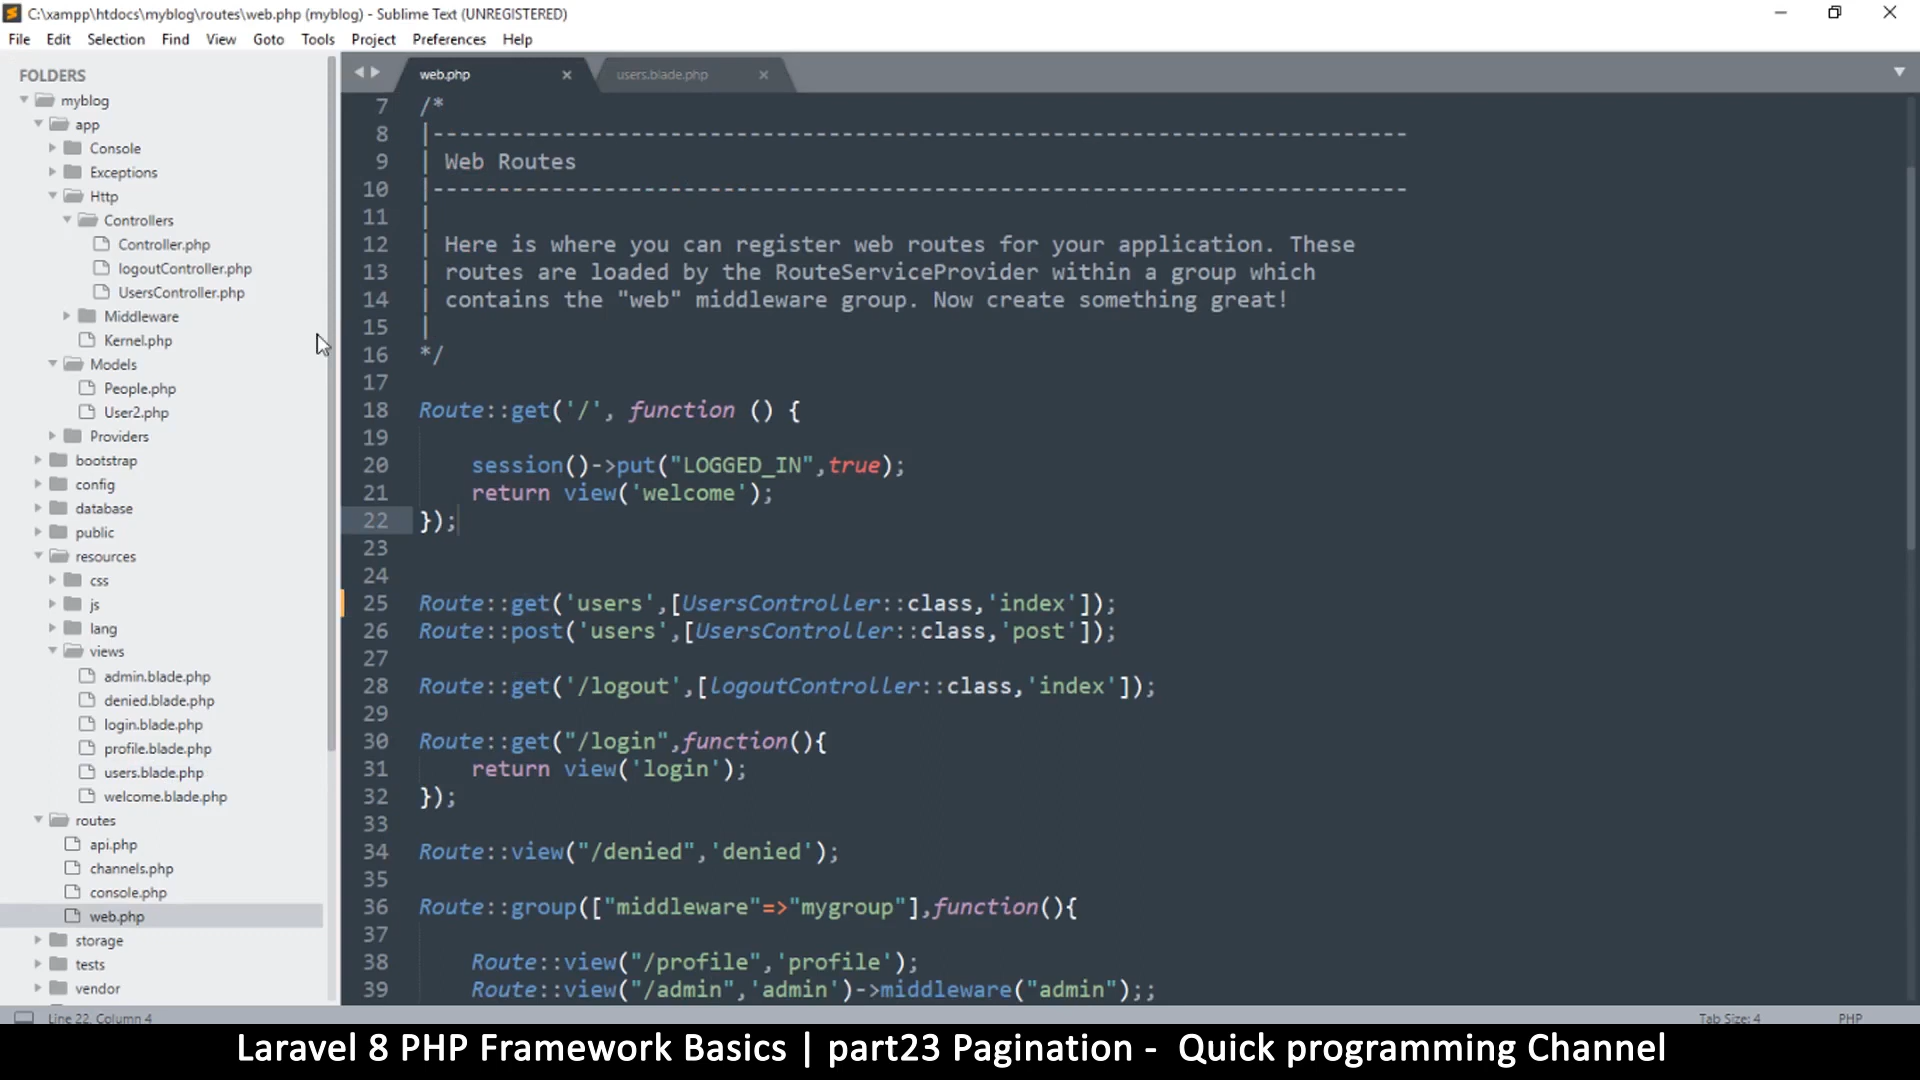 C:\xampp\htdocs\myblog\routes\web.php (myblog) - Sublime Text (UNREGISTERED)
File Edit Selection Find View Goto Tools Project Preferences Help
FOLDERS
myblog
app
Console
Exceptions
Http
Controllers
Controller.php
logoutController.php
UsersController.php
Middleware
Kernel.php
Models
People.php
User2.php
Providers
bootstrap
config
database
public
resources
css
js
lang
views
admin.blade.php
denied.blade.php
login.blade.php
profile.blade.php
users.blade.php
welcome.blade.php
routes
api.php
channels.php
console.php
web.php
storage
tests
vendor
web.php users.blade.php
7 /*
8 |--------------------------------------------------------------------------
9 | Web Routes
10 |--------------------------------------------------------------------------
11 |
12 | Here is where you can register web routes for your application. These
13 | routes are loaded by the RouteServiceProvider within a group which
14 | contains the "web" middleware group. Now create something great!
15 |
16 */
17
18 Route::get('/', function () {
19
20 session()->put("LOGGED_IN",true);
21 return view('welcome');
22 });
23
24
25 Route::get('users',[UsersController::class,'index']);
26 Route::post('users',[UsersController::class,'post']);
27
28 Route::get('/logout',[logoutController::class,'index']);
29
30 Route::get("/login",function(){
31 return view('login');
32 });
33
34 Route::view("/denied",'denied');
35
36 Route::group(["middleware"=>"mygroup"],function(){
37
38 Route::view("/profile",'profile');
39 Route::view("/admin",'admin')->middleware("admin");;
Line 22, Column 4 Tab Size: 4 PHP
Laravel 8 PHP Framework Basics | part23 Pagination - Quick programming Channel